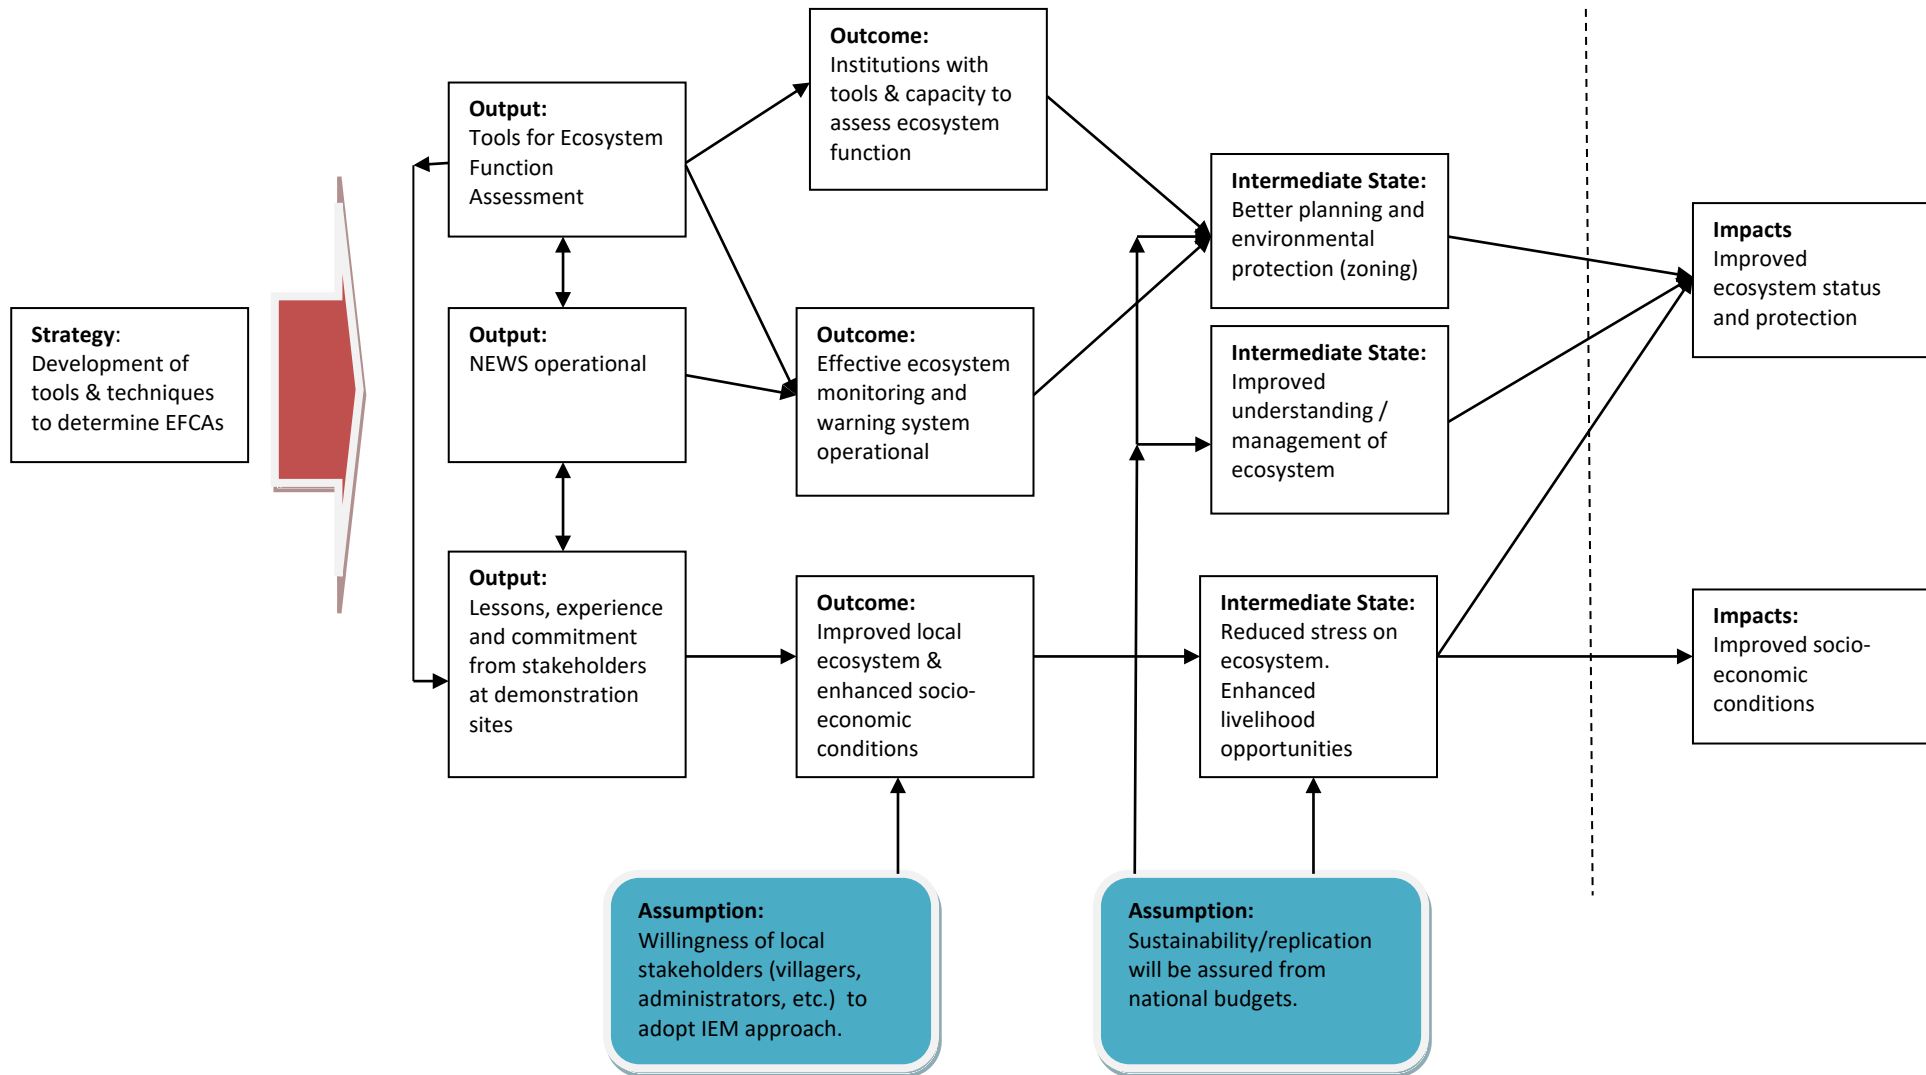 Strategy:
Development of
tools & techniques
to determine EFCAs
Output:
Tools for Ecosystem
Function
Assessment
Output:
NEWS operational
Output:
Lessons, experience
and commitment
from stakeholders
at demonstration
sites
Outcome:
Institutions with
tools & capacity to
assess ecosystem
function
Outcome:
Effective ecosystem
monitoring and
warning system
operational
Outcome:
Improved local
ecosystem &
enhanced socio-
economic
conditions
Intermediate State:
Better planning and
environmental
protection (zoning)
Intermediate State:
Improved
understanding /
management of
ecosystem
Intermediate State:
Reduced stress on
ecosystem.
Enhanced
livelihood
opportunities
Impacts
Improved
ecosystem status
and protection
Impacts:
Improved socio-
economic
conditions
Assumption:
Willingness of local
stakeholders (villagers,
administrators, etc.)  to
adopt IEM approach.
Assumption:
Sustainability/replication
will be assured from
national budgets.